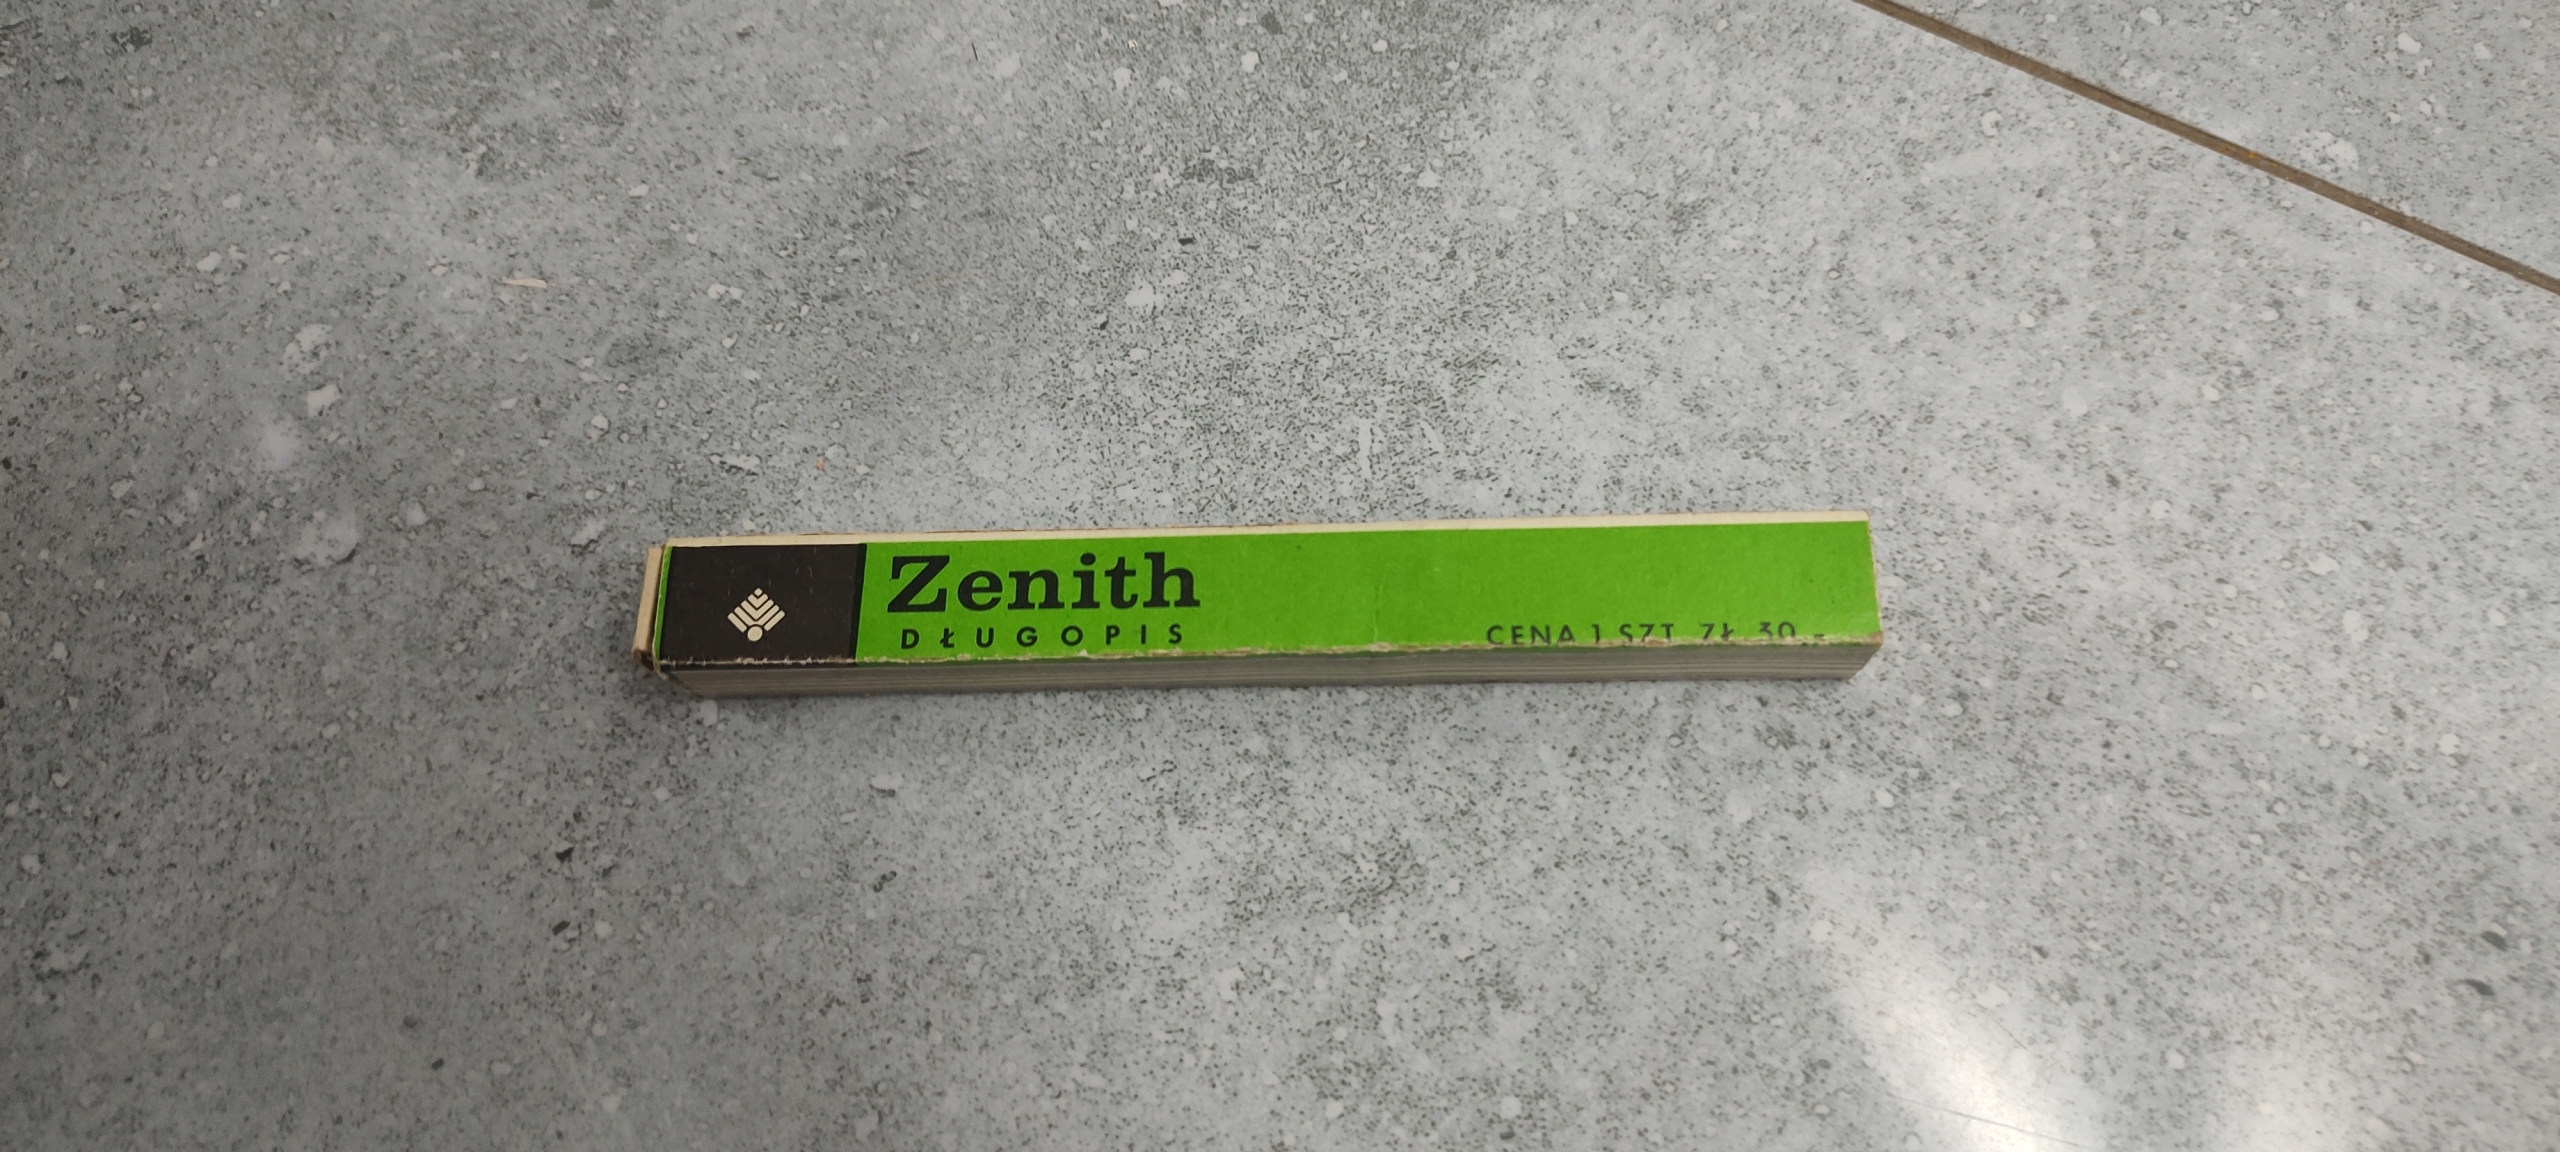 Zenith
DŁUGOPIS
CENA 1 SZT. ZŁ 30,-